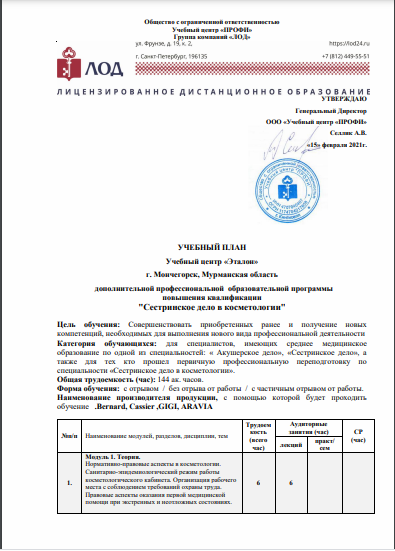 Общество с ограниченной ответственностью
Учебный центр «ПРОФИ»
Группа компаний «ЛОД»
ул. Фрунзе, д. 19, к. 2,
https://lod24.ru
г. Санкт-Петербург, 196135
+7 (812) 449-55-51
ЛОД
ЛИЦЕНЗИРОВАННОЕ ДИСТАНЦИОННОЕ ОБРАЗОВАНИЕ
УТВЕРЖДАЮ
Генеральный Директор
ООО «Учебный центр «ПРОФИ»
Селлик А.В.
«15» февраля 2021г.
УЧЕБНЫЙ ПЛАН
Учебный центр «Эталон»
г. Мончегорск, Мурманская область
дополнительной профессиональной образовательной программы
повышения квалификации
"Сестринское дело в косметологии"
Цель обучения: Совершенствовать приобретенных ранее и получение новых
компетенций, необходимых для выполнения нового вида профессиональной деятельности
Категория обучающихся: для специалистов, имеющих среднее медицинское
образование по одной из специальностей: « Акушерское дело», «Сестринское дело», а
также для тех кто прошел первичную профессиональную переподготовку по
специальности «Сестринское дело в косметологии».
Общая трудоемкость (час): 144 ак. часов.
Форма обучения: с отрывом / без отрыва от работы / с частичным отрывом от работы.
Наименование производителя продукции, с помощью которой будет проходить
обучение .Bernard, Cassier ,GIGI, ARAVIA
№п/п
Наименование модулей, разделов, дисциплин, тем
Трудоем
кость
(всего
час)
Аудиторные
занятия (час)
лекций
практ/
сем
СР
(час)
1.
Модуль 1. Теория.
Нормативно-правовые аспекты в косметологии.
Санитарно-эпидемиологический режим работы
косметологического кабинета. Организация рабочего
места с соблюдением требований охраны труда.
Правовые аспекты оказания первой медицинской
помощи при экстренных и неотложных состояниях.
6
6